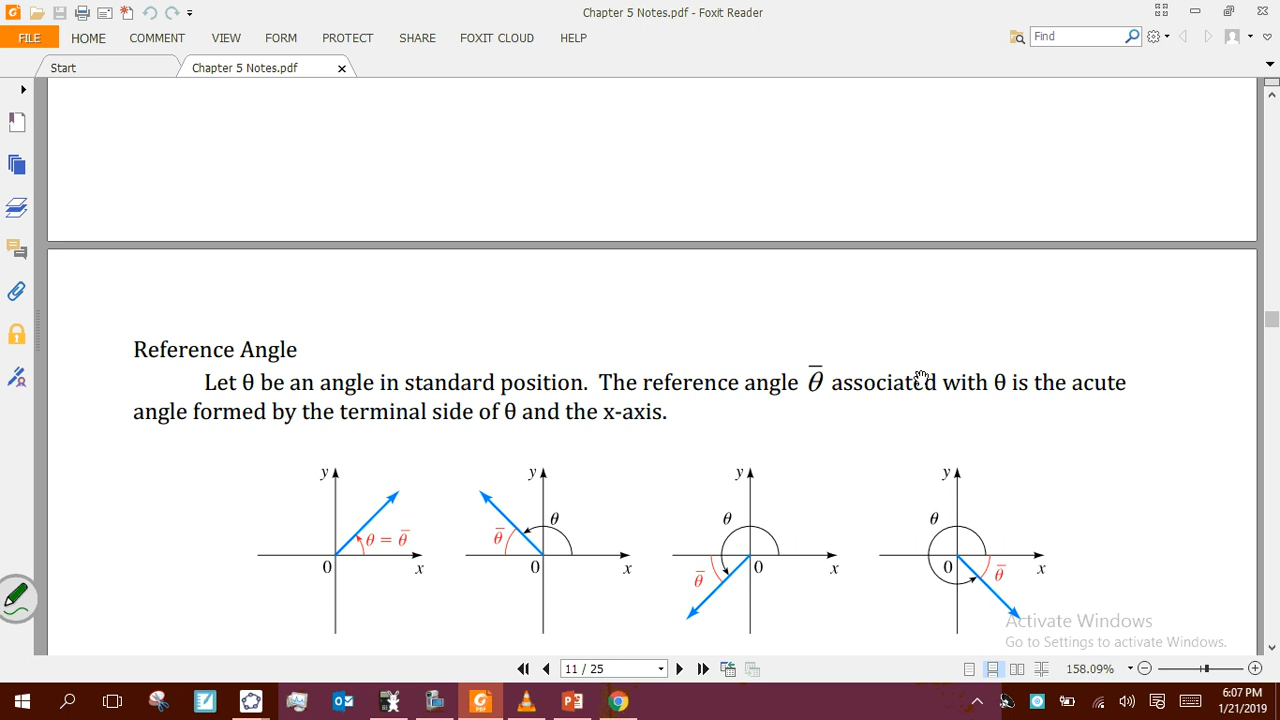 Chapter 5 Notes.pdf - Foxit Reader
FILE HOME COMMENT VIEW FORM PROTECT SHARE FOXIT CLOUD HELP Find
Start Chapter 5 Notes.pdf
Reference Angle
Let θ be an angle in standard position. The reference angle θ̅ associated with θ is the acute
angle formed by the terminal side of θ and the x-axis.
y y y y
θ θ θ
θ = θ̅ θ̅
0 x 0 x 0 x 0 x
θ̅ θ̅
Activate Windows
Go to Settings to activate Windows.
11 / 25 158.09%
6:07 PM
1/21/2019